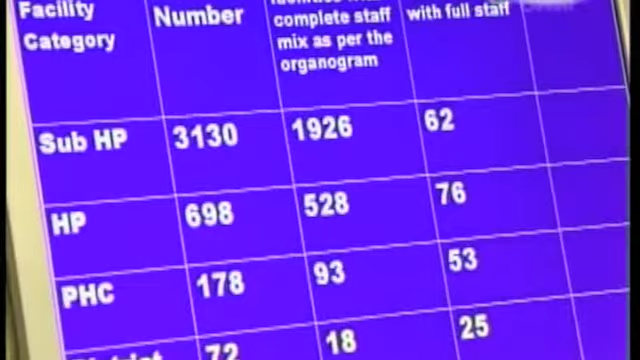 Facility
Category
Number
complete staff
mix as per the
organogram
with full staff
Sub HP 3130 1926 62
HP 698 528 76
PHC 178 93 53
District 72 18 25